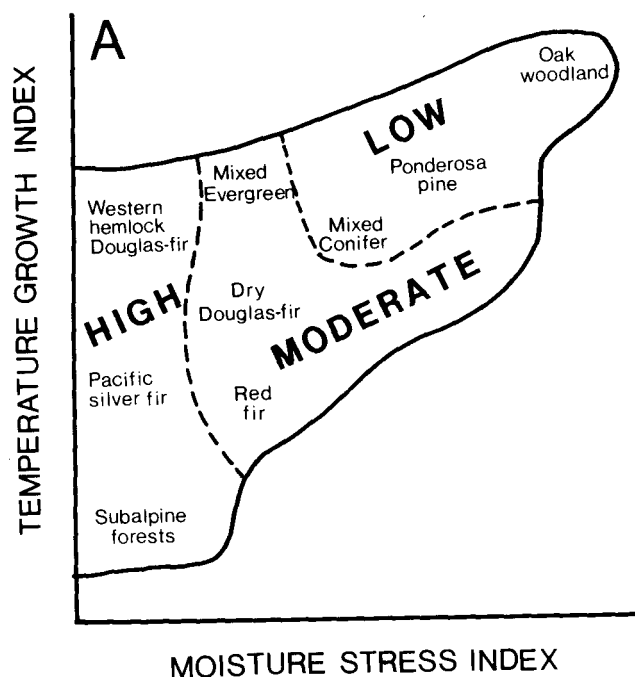 A
TEMPERATURE GROWTH INDEX
Oak
woodland
LOW
Mixed
Evergreen
Ponderosa
pine
Western
hemlock
Douglas-fir
Mixed
Conifer
HIGH
Dry
Douglas-fir
MODERATE
Pacific
silver fir
Red
fir
Subalpine
forests
MOISTURE STRESS INDEX